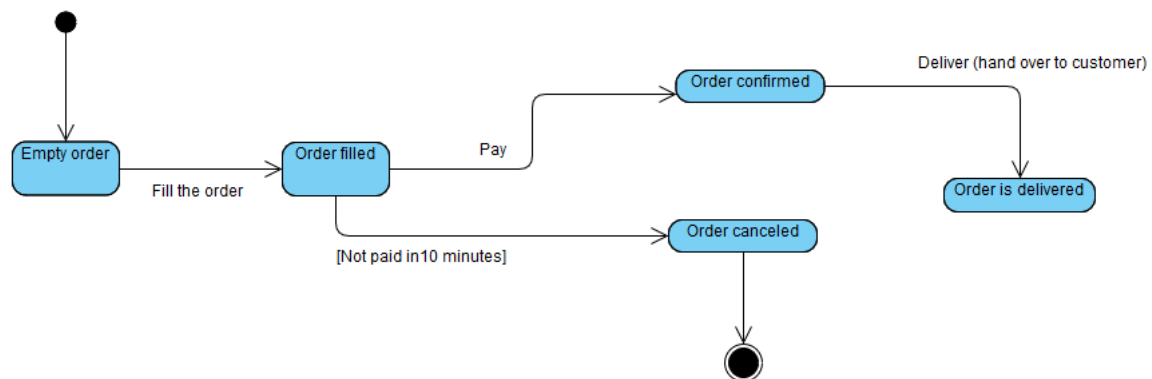 Deliver (hand over to customer)
Order confirmed
Empty order
Order filled
Pay
Fill the order
Order is delivered
Order canceled
[Not paid in10 minutes]